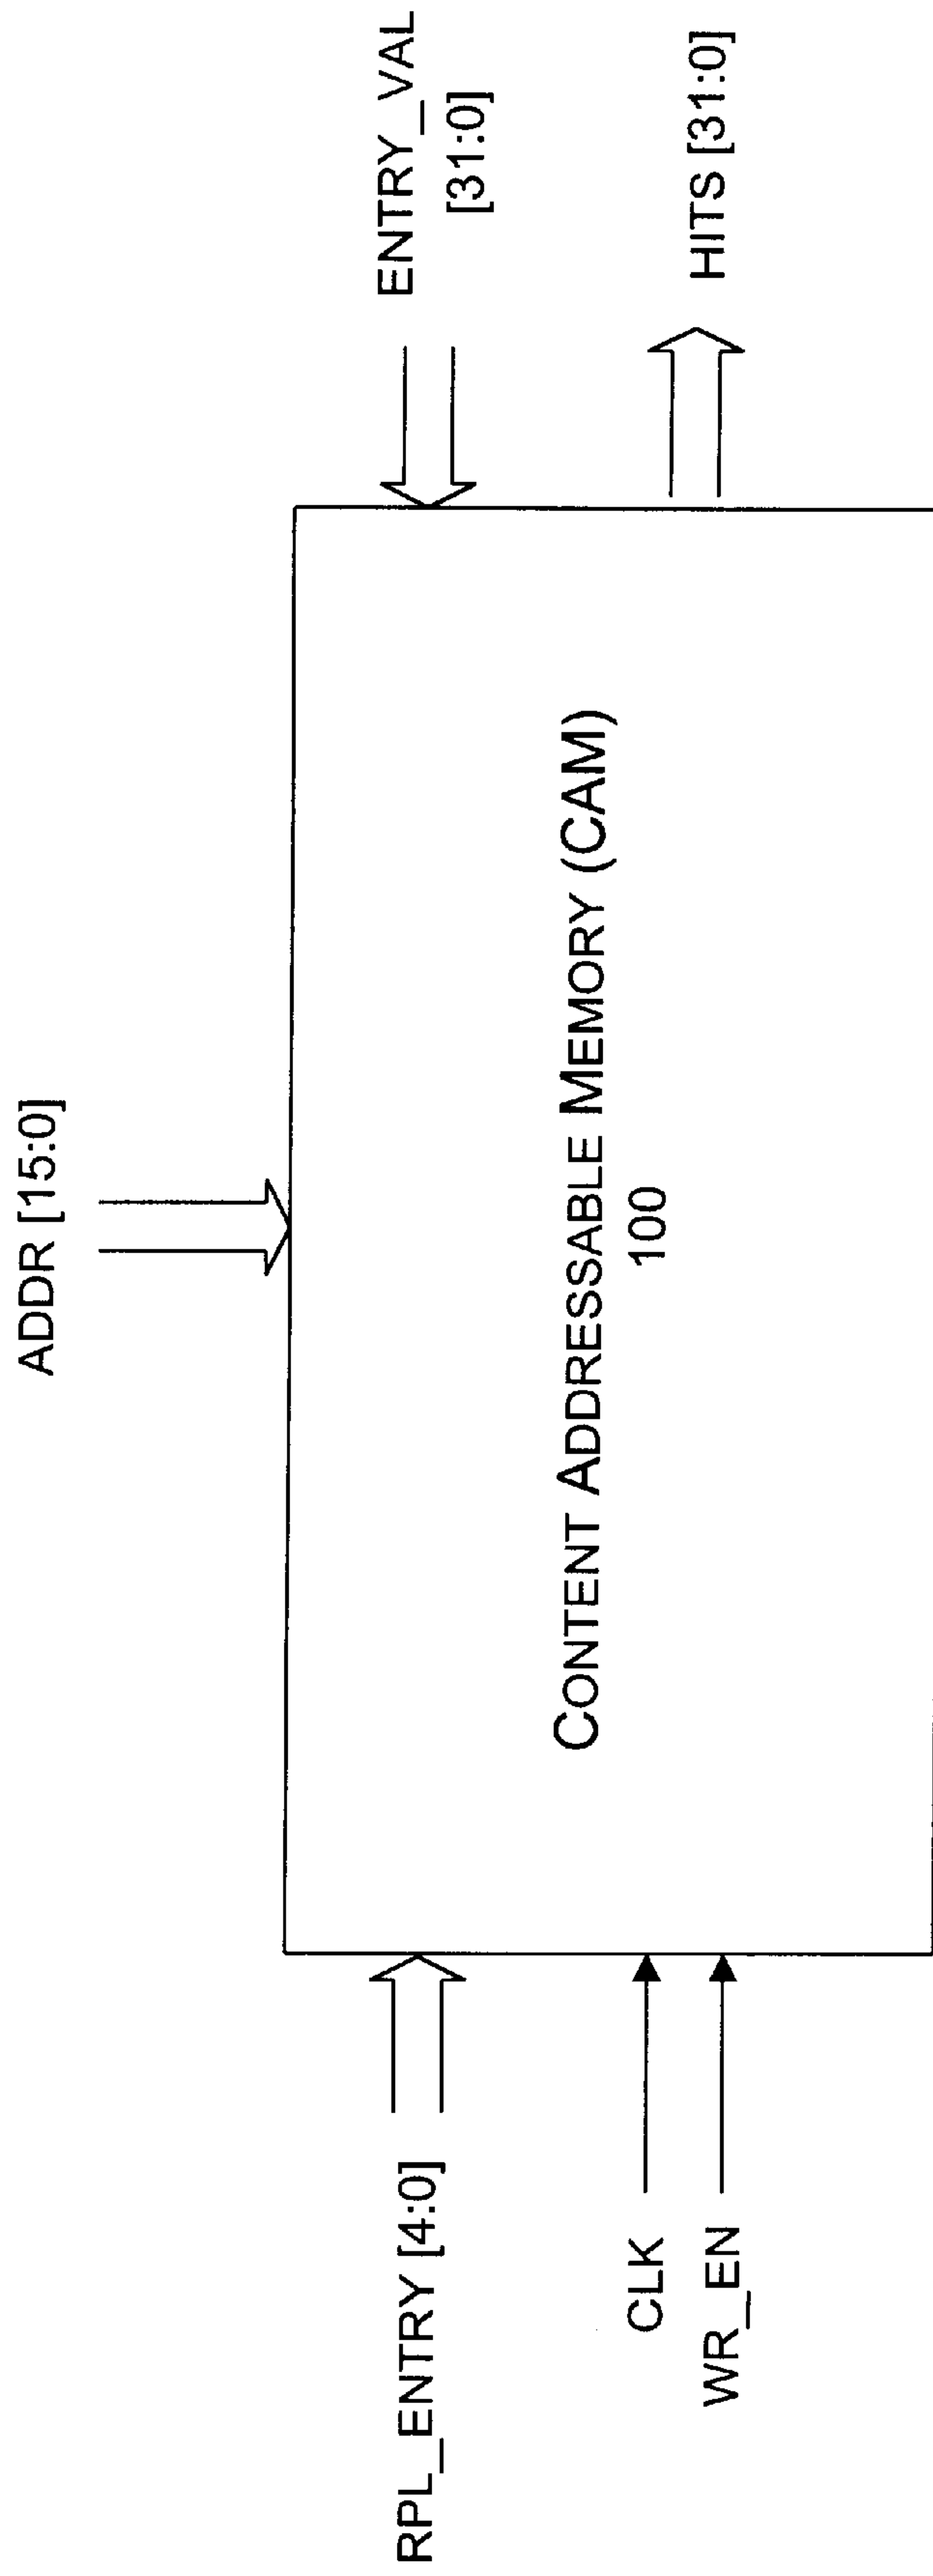 ADDR [15:0]
RPL_ENTRY [4:0]
ENTRY_VAL
[31:0]
CONTENT ADDRESSABLE MEMORY (CAM)
100
CLK
WR_EN
HITS [31:0]